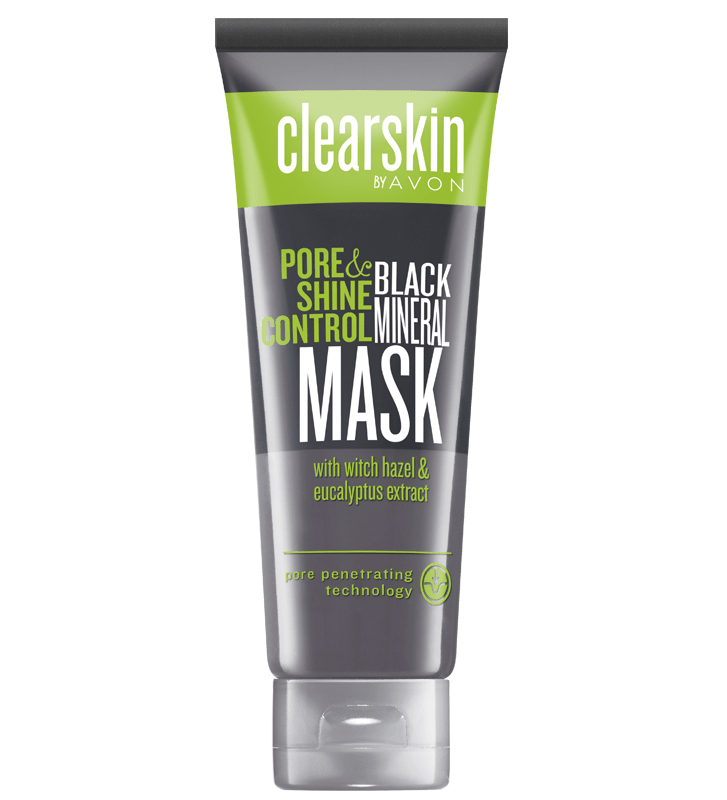 clearskin
BY AVON
PORE &
SHINE
CONTROL
BLACK
MINERAL
MASK
with witch hazel &
eucalyptus extract
pore penetrating
technology